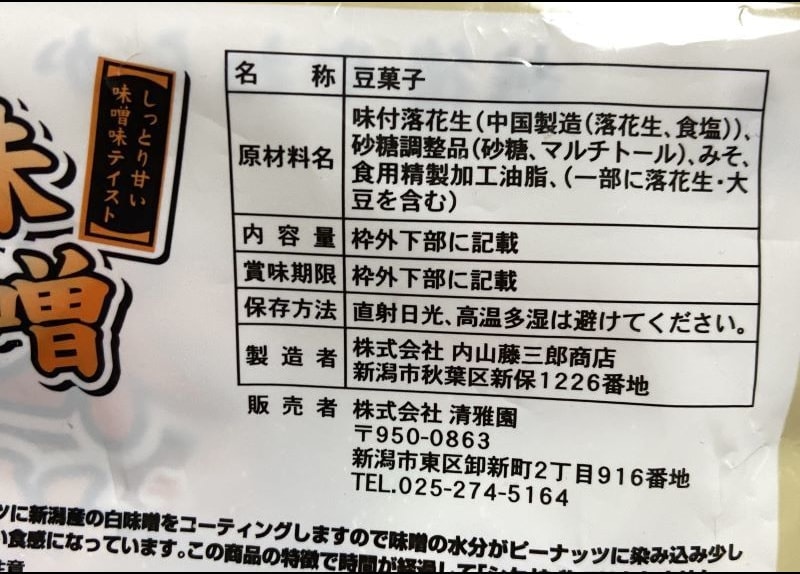 【しっとり甘い
味噌味テイスト】
味
噌
名称 豆菓子
原材料名 味付落花生(中国製造(落花生、食塩))、
砂糖調整品(砂糖、マルチトール)、みそ、
食用精製加工油脂、(一部に落花生・大
豆を含む)
内容量 枠外下部に記載
賞味期限 枠外下部に記載
保存方法 直射日光、高温多湿は避けてください。
製造者 株式会社 内山藤三郎商店
新潟市秋葉区新保1226番地
販売者 株式会社 清雅園
〒950-0863
新潟市東区卸新町2丁目916番地
TEL.025-274-5164
ツに新潟産の白味噌をコーティングしますので味噌の水分がピーナッツに染み込み少し
い食感になっています。この商品の特徴で時間が経過して
注意